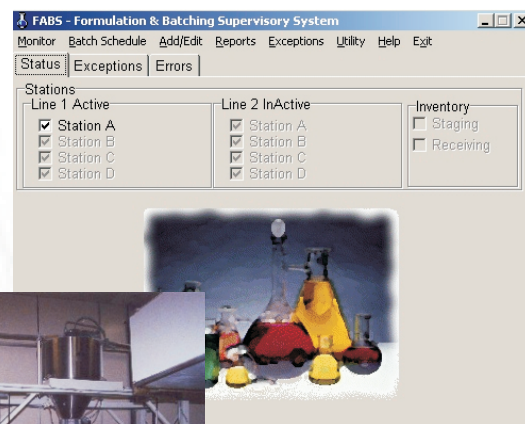 FABS - Formulation & Batching Supervisory System
Monitor Batch Schedule Add/Edit Reports Exceptions Utility Help Exit
Status Exceptions Errors
Stations
Line 1 Active
Station A
Station B
Station C
Station D
Line 2 InActive
Station A
Station B
Station C
Station D
Inventory
Staging
Receiving